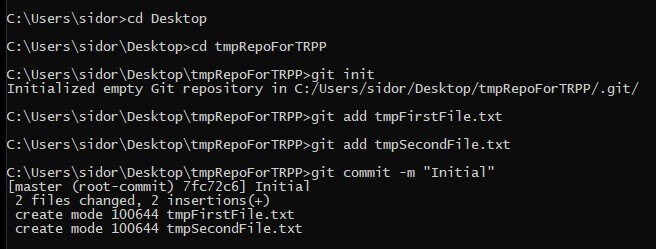 C:\Users\sidor>cd Desktop
C:\Users\sidor\Desktop>cd tmpRepoForTRPP
C:\Users\sidor\Desktop\tmpRepoForTRPP>git init
Initialized empty Git repository in C:/Users/sidor/Desktop/tmpRepoForTRPP/.git/
C:\Users\sidor\Desktop\tmpRepoForTRPP>git add tmpFirstFile.txt
C:\Users\sidor\Desktop\tmpRepoForTRPP>git add tmpSecondFile.txt
C:\Users\sidor\Desktop\tmpRepoForTRPP>git commit -m "Initial"
[master (root-commit) 7fc72c6] Initial
 2 files changed, 2 insertions(+)
 create mode 100644 tmpFirstFile.txt
 create mode 100644 tmpSecondFile.txt